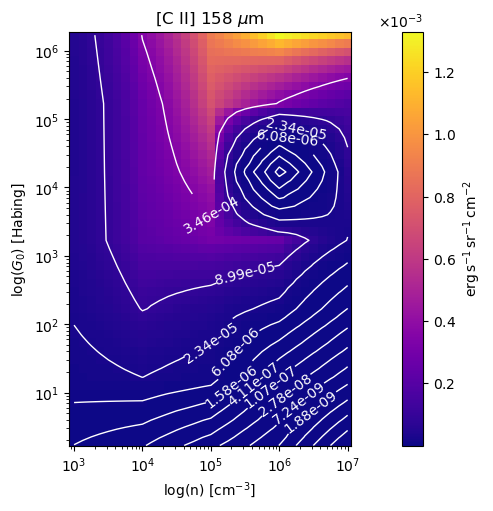 [C II] 158 μm
×10⁻³
10⁶
10⁵
10⁴
10³
10²
10¹
log(G₀) [Habing]
2.34e-05
6.08e-06
3.46e-04
8.99e-05
2.34e-05
6.08e-06
1.58e-06
4.11e-07
1.07e-07
2.78e-08
7.24e-09
1.88e-09
10³ 10⁴ 10⁵ 10⁶ 10⁷
log(n) [cm⁻³]
1.2
1.0
0.8
0.6
0.4
0.2
erg s⁻¹ sr⁻¹ cm⁻²